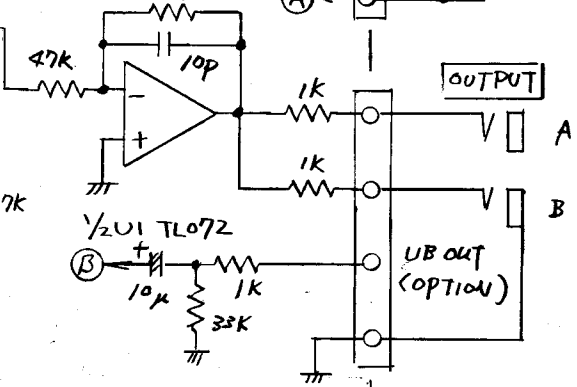 47K
10p
−
+
1K
OUTPUT
A
1K
B
7K
½U1 TL072
+
B
10μ
1K
33K
UB OUT
(OPTION)